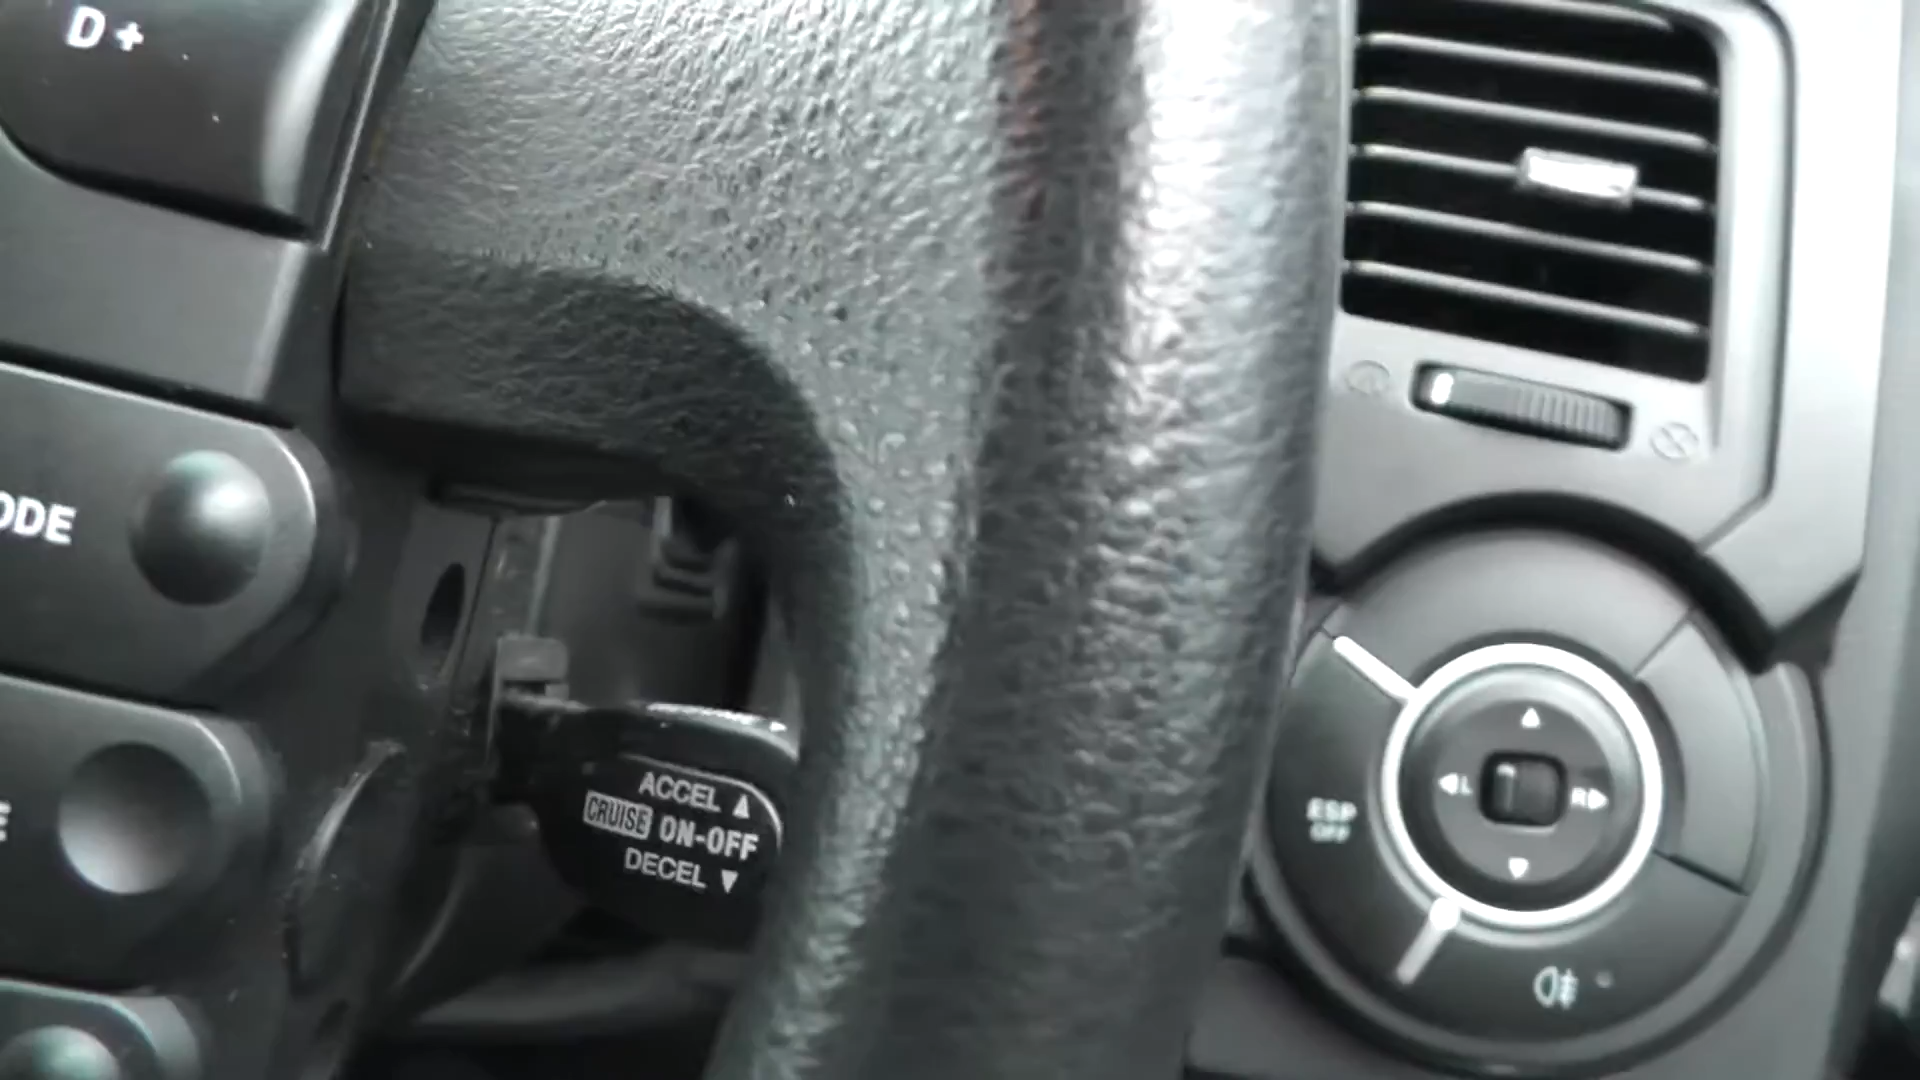 D +
ODE
E
ACCEL ▲
CRUISE ON-OFF
DECEL ▼
L R
ESP
OFF